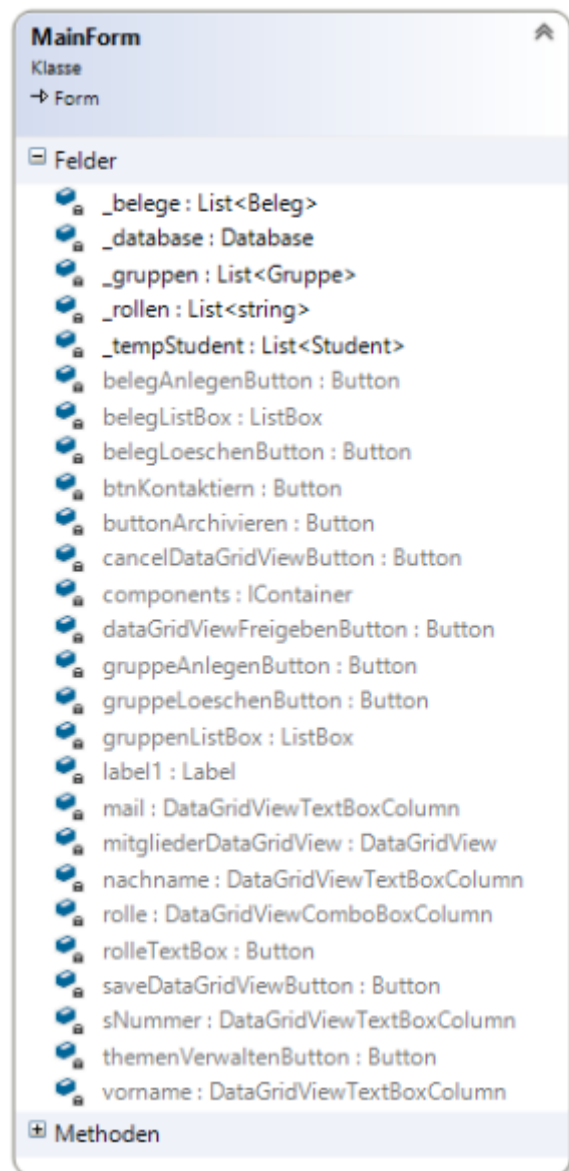 MainForm
Klasse
Form
Felder
_belege : List<Beleg>
_database : Database
_gruppen : List<Gruppe>
_rollen : List<string>
_tempStudent : List<Student>
belegAnlegenButton : Button
belegListBox : ListBox
belegLoeschenButton : Button
btnKontaktiern : Button
buttonArchivieren : Button
cancelDataGridViewButton : Button
components : IContainer
dataGridViewFreigebenButton : Button
gruppeAnlegenButton : Button
gruppeLoeschenButton : Button
gruppenListBox : ListBox
label1 : Label
mail : DataGridViewTextBoxColumn
mitgliederDataGridView : DataGridView
nachname : DataGridViewTextBoxColumn
rolle : DataGridViewComboBoxColumn
rolleTextBox : Button
saveDataGridViewButton : Button
sNummer : DataGridViewTextBoxColumn
themenVerwaltenButton : Button
vorname : DataGridViewTextBoxColumn
Methoden